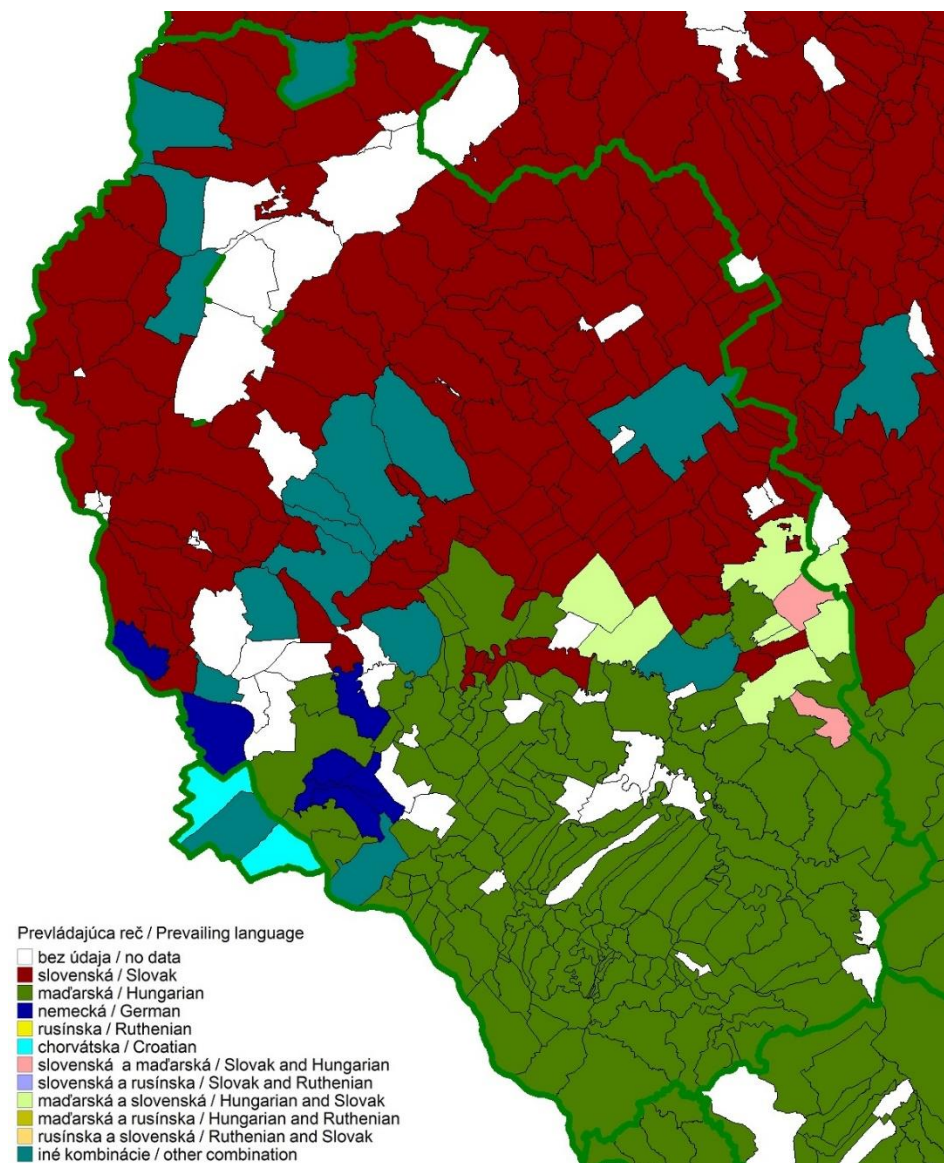 Prevládajúca reč / Prevailing language
bez údaja / no data
slovenská / Slovak
maďarská / Hungarian
nemecká / German
rusínska / Ruthenian
chorvátska / Croatian
slovenská a maďarská / Slovak and Hungarian
slovenská a rusínska / Slovak and Ruthenian
maďarská a slovenská / Hungarian and Slovak
maďarská a rusínska / Hungarian and Ruthenian
rusínska a slovenská / Ruthenian and Slovak
iné kombinácie / other combination